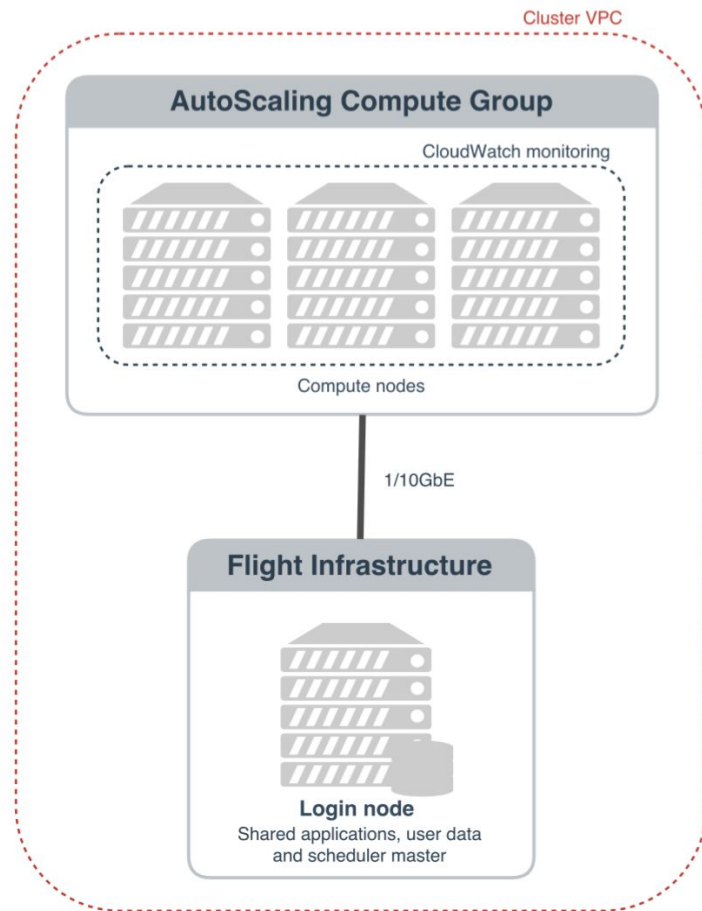 Cluster VPC
AutoScaling Compute Group
CloudWatch monitoring
Compute nodes
1/10GbE
Flight Infrastructure
Login node
Shared applications, user data
and scheduler master